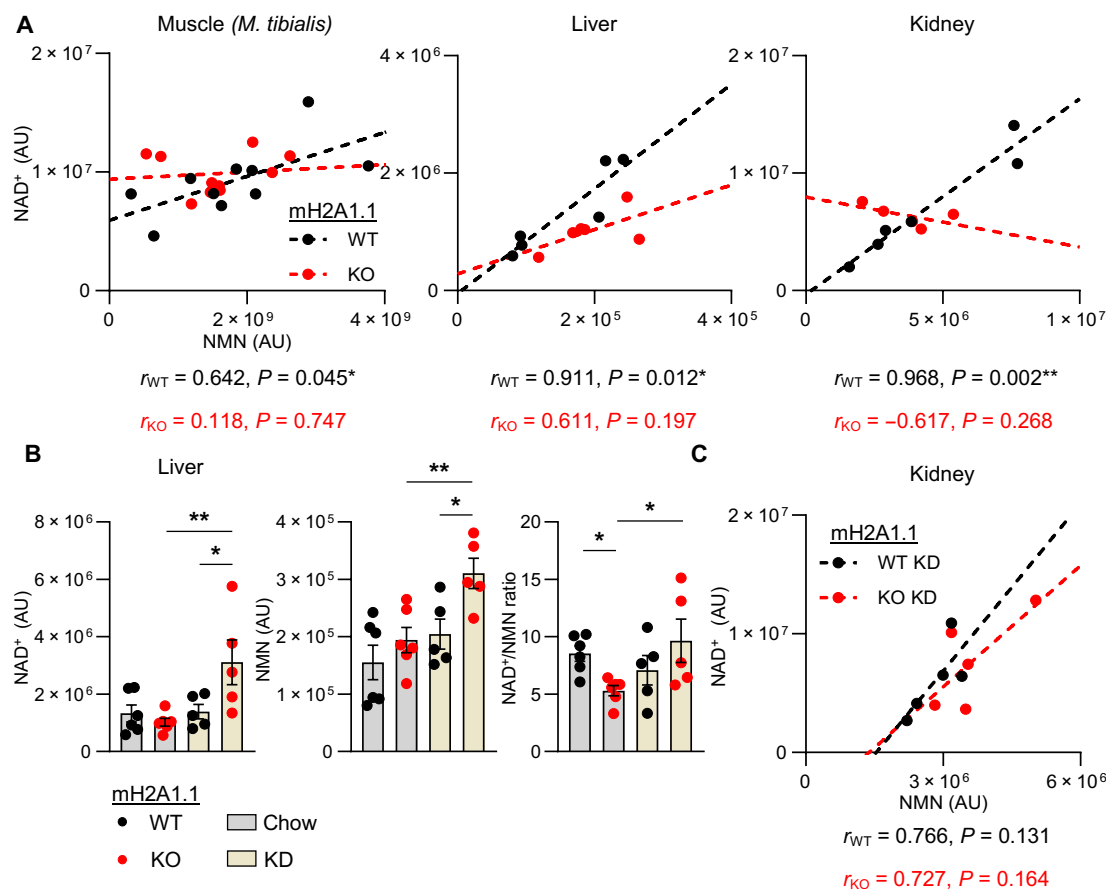 A
Muscle (M. tibialis)
Liver
Kidney
2 × 10⁷
4 × 10⁶
2 × 10⁷
NAD⁺ (AU)
1 × 10⁷
2 × 10⁶
1 × 10⁷
mH2A1.1
WT
KO
0
0
0
0
2 × 10⁹
4 × 10⁹
0
2 × 10⁵
4 × 10⁵
0
5 × 10⁶
1 × 10⁷
NMN (AU)
r_WT = 0.642, P = 0.045*
r_WT = 0.911, P = 0.012*
r_WT = 0.968, P = 0.002**
r_KO = 0.118, P = 0.747
r_KO = 0.611, P = 0.197
r_KO = −0.617, P = 0.268
B
Liver
**
*
8 × 10⁶
6 × 10⁶
4 × 10⁶
2 × 10⁶
0
NAD⁺ (AU)
**
*
4 × 10⁵
3 × 10⁵
2 × 10⁵
1 × 10⁵
0
NMN (AU)
*
*
20
15
10
5
0
NAD⁺/NMN ratio
mH2A1.1
WT
KO
Chow
KD
C
Kidney
2 × 10⁷
mH2A1.1
WT KD
KO KD
NAD⁺ (AU)
1 × 10⁷
0
0
3 × 10⁶
6 × 10⁶
NMN (AU)
r_WT = 0.766, P = 0.131
r_KO = 0.727, P = 0.164